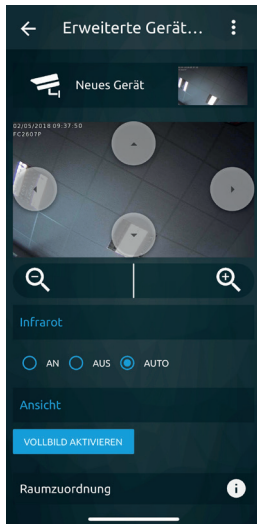 Erweiterte Gerät...
Neues Gerät
02/05/2018 09:37:50
FC2607P
Infrarot
AN AUS AUTO
Ansicht
VOLLBILD AKTIVIEREN
Raumzuordnung